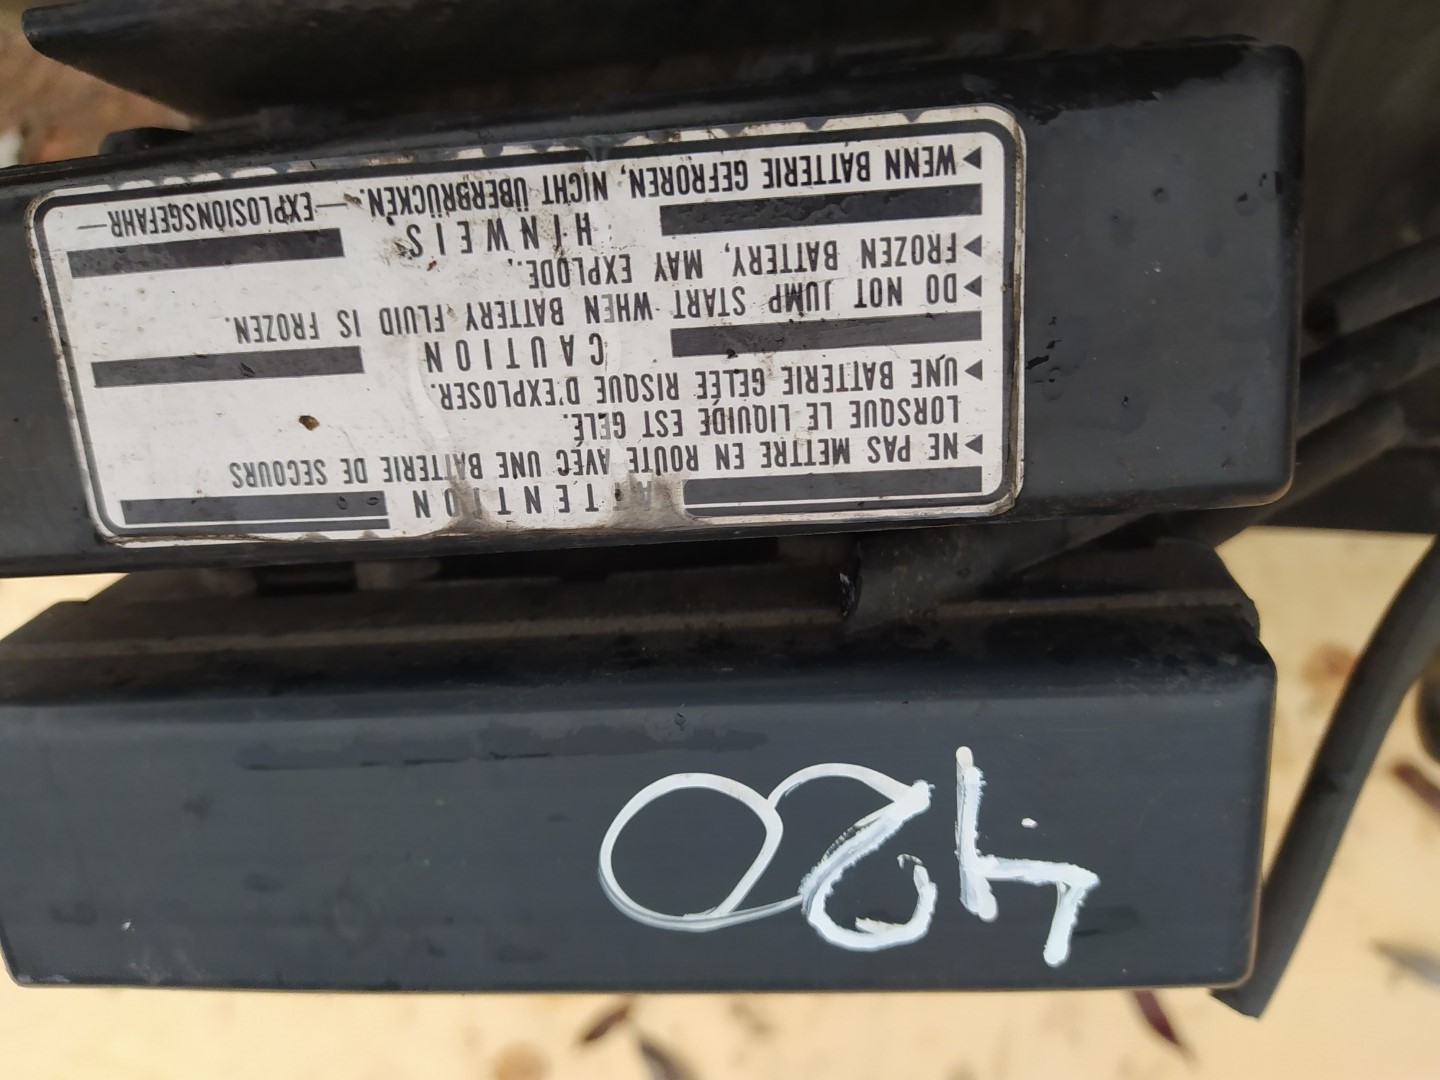 ATTENTION
▶NE PAS METTRE EN ROUTE AVEC UNE BATTERIE DE SECOURS
LORSQUE LE LIQUIDE EST GELÉ.
▶UNE BATTERIE GELÉE RISQUE D'EXPLOSER.
CAUTION
▶DO NOT JUMP START WHEN BATTERY FLUID IS FROZEN.
▶FROZEN BATTERY, MAY EXPLODE.
HINWEIS
▶WENN BATTERIE GEFROREN, NICHT ÜBERBRÜCKEN. —EXPLOSIONSGEFAHR—
420